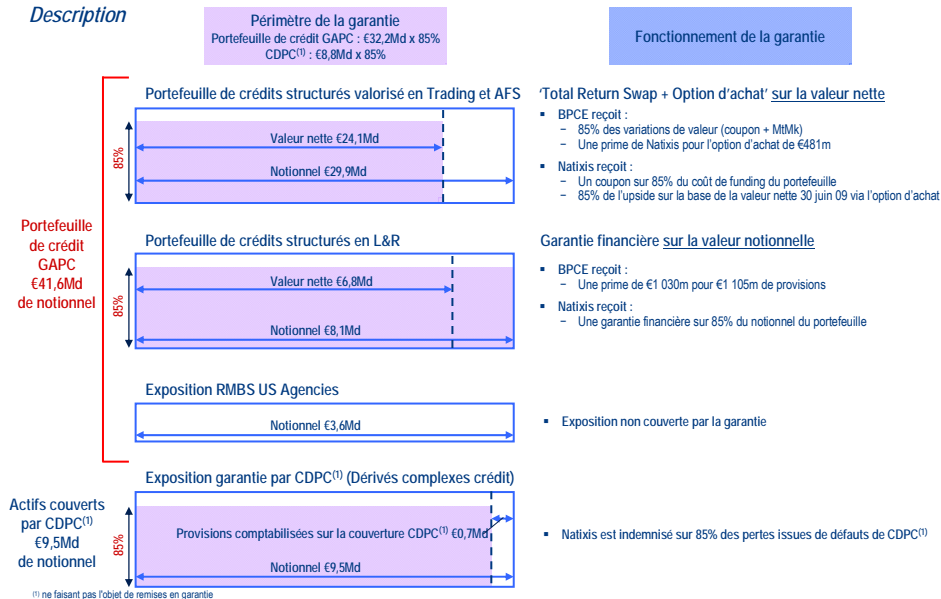 Description
Périmètre de la garantie
Portefeuille de crédit GAPC : €32,2Md x 85%
CDPC(1) : €8,8Md x 85%
Fonctionnement de la garantie
Portefeuille de crédits structurés valorisé en Trading et AFS
85%
Valeur nette €24,1Md
Notionnel €29,9Md
'Total Return Swap + Option d'achat' sur la valeur nette
▪ BPCE reçoit :
− 85% des variations de valeur (coupon + MtMk)
− Une prime de Natixis pour l'option d'achat de €481m
▪ Natixis reçoit :
− Un coupon sur 85% du coût de funding du portefeuille
− 85% de l'upside sur la base de la valeur nette 30 juin 09 via l'option d'achat
Portefeuille
de crédit
GAPC
€41,6Md
de notionnel
Portefeuille de crédits structurés en L&R
85%
Valeur nette €6,8Md
Notionnel €8,1Md
Garantie financière sur la valeur notionnelle
▪ BPCE reçoit :
− Une prime de €1 030m pour €1 105m de provisions
▪ Natixis reçoit :
− Une garantie financière sur 85% du notionnel du portefeuille
Exposition RMBS US Agencies
Notionnel €3,6Md
▪ Exposition non couverte par la garantie
Exposition garantie par CDPC(1) (Dérivés complexes crédit)
Actifs couverts
par CDPC(1)
€9,5Md
de notionnel
85%
Provisions comptabilisées sur la couverture CDPC(1) €0,7Md
Notionnel €9,5Md
▪ Natixis est indemnisé sur 85% des pertes issues de défauts de CDPC(1)
(1) ne faisant pas l'objet de remises en garantie